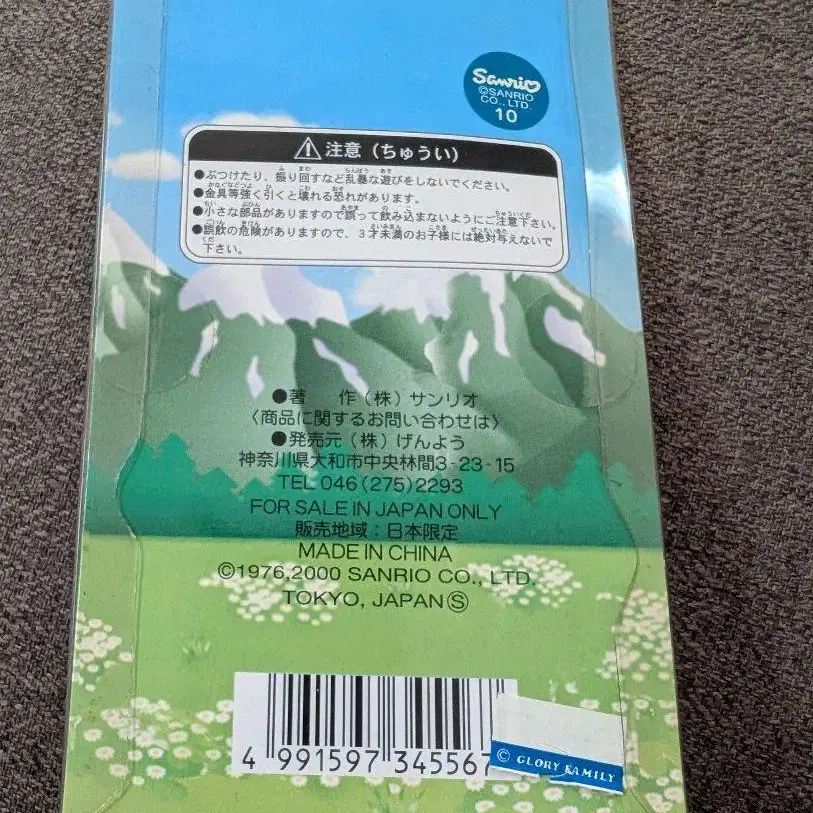 Sanrio
©SANRIO
CO., LTD.
10
注意（ちゅうい）
●ぶつけたり、振り回すなど乱暴な遊びをしないでください。
●金具等強く引くと壊れる恐れがあります。
●小さな部品がありますので誤って飲み込まないようにご注意下さい。
●誤飲の危険がありますので、3才未満のお子様には絶対与えないで
下さい。
●著　作（株）サンリオ
〈商品に関するお問い合わせは〉
●発売元（株）げんよう
神奈川県大和市中央林間3-23-15
TEL 046(275)2293
FOR SALE IN JAPAN ONLY
販売地域：日本限定
MADE IN CHINA
©1976,2000 SANRIO CO., LTD.
TOKYO, JAPAN Ⓢ
4 991597 345567
© GLORY FAMILY